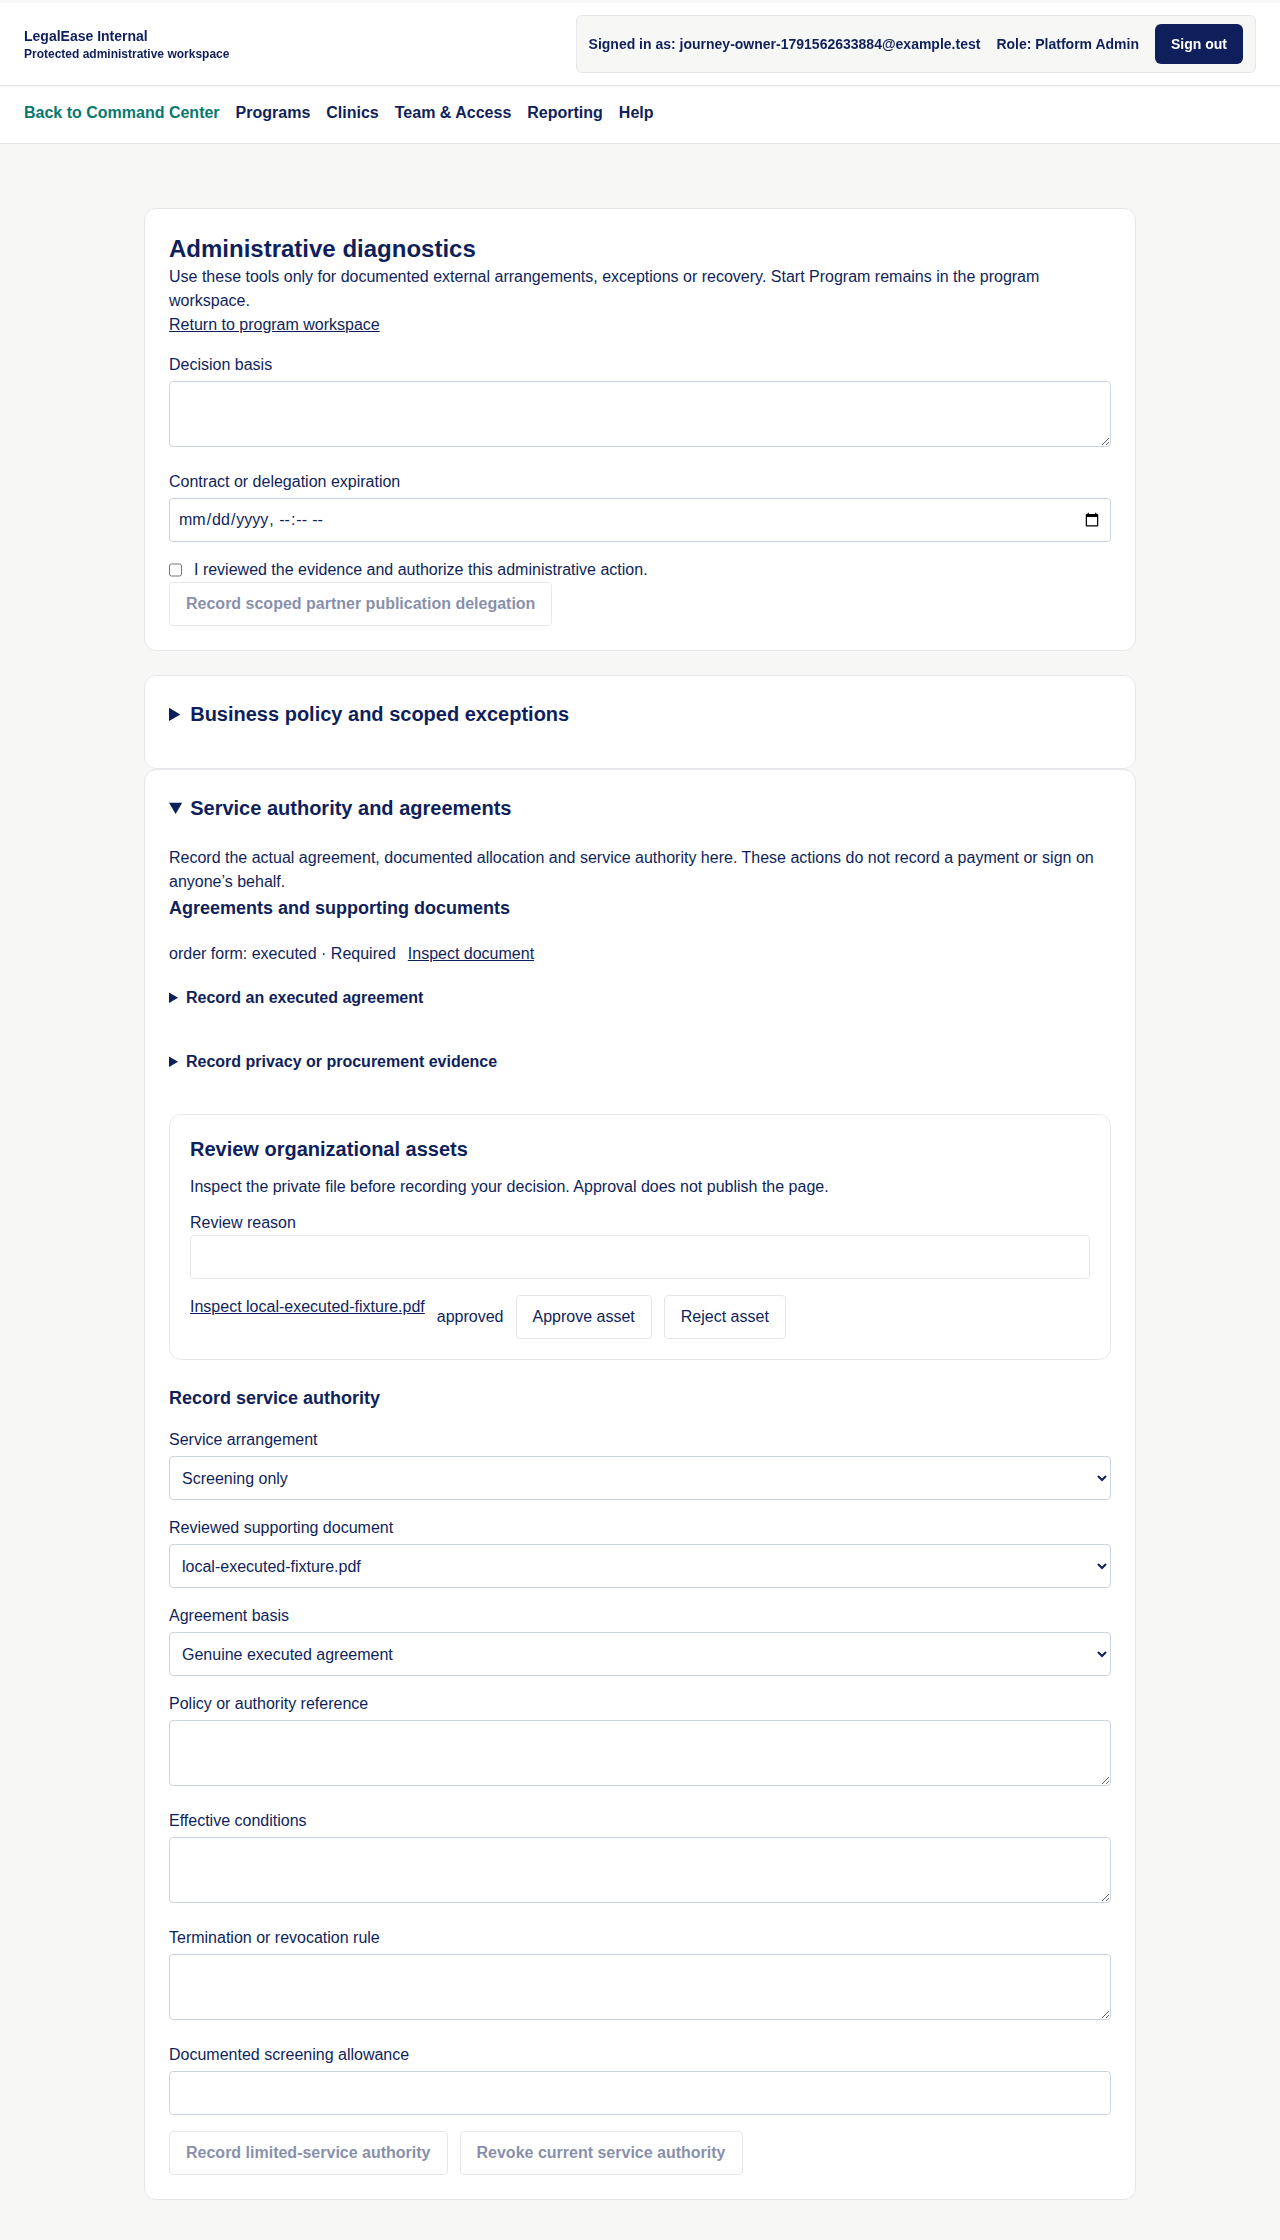 LegalEase Internal
Protected administrative workspace
Signed in as: journey-owner-1791562633884@example.test Role: Platform Admin Sign out
Back to Command Center Programs Clinics Team & Access Reporting Help
Administrative diagnostics
Use these tools only for documented external arrangements, exceptions or recovery. Start Program remains in the program
workspace.
Return to program workspace
Decision basis
Contract or delegation expiration
mm/dd/yyyy, --:-- --
I reviewed the evidence and authorize this administrative action.
Record scoped partner publication delegation
Business policy and scoped exceptions
Service authority and agreements
Record the actual agreement, documented allocation and service authority here. These actions do not record a payment or sign on
anyone’s behalf.
Agreements and supporting documents
order form: executed · Required Inspect document
Record an executed agreement
Record privacy or procurement evidence
Review organizational assets
Inspect the private file before recording your decision. Approval does not publish the page.
Review reason
Inspect local-executed-fixture.pdf approved Approve asset Reject asset
Record service authority
Service arrangement
Screening only
Reviewed supporting document
local-executed-fixture.pdf
Agreement basis
Genuine executed agreement
Policy or authority reference
Effective conditions
Termination or revocation rule
Documented screening allowance
Record limited-service authority Revoke current service authority